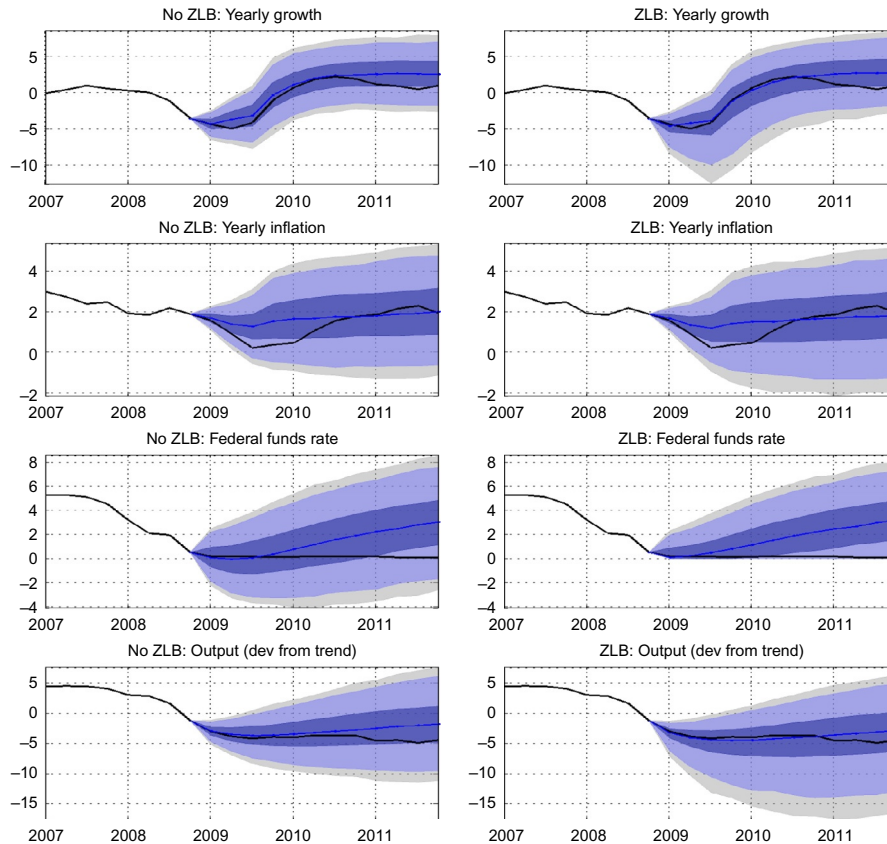 No ZLB: Yearly growth
5
0
–5
–10
2007 2008 2009 2010 2011
ZLB: Yearly growth
5
0
–5
–10
2007 2008 2009 2010 2011
No ZLB: Yearly inflation
4
2
0
–2
2007 2008 2009 2010 2011
ZLB: Yearly inflation
4
2
0
–2
2007 2008 2009 2010 2011
No ZLB: Federal funds rate
8
6
4
2
0
–2
–4
2007 2008 2009 2010 2011
ZLB: Federal funds rate
8
6
4
2
0
–2
–4
2007 2008 2009 2010 2011
No ZLB: Output (dev from trend)
5
0
–5
–10
–15
2007 2008 2009 2010 2011
ZLB: Output (dev from trend)
5
0
–5
–10
–15
2007 2008 2009 2010 2011